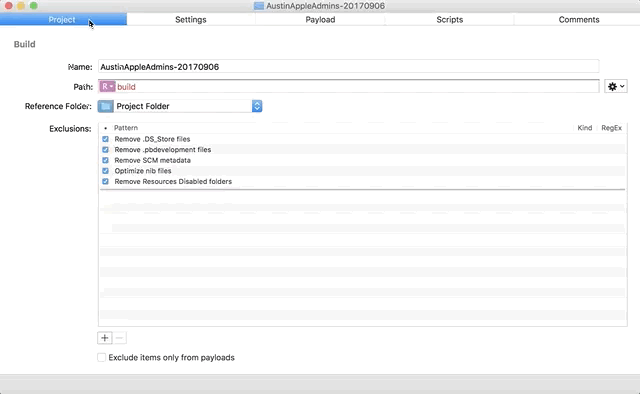 AustinAppleAdmins-20170906
Project Settings Payload Scripts Comments
Build
Name: AustinAppleAdmins-20170906
Path: R build
Reference Folder: Project Folder
Exclusions: Pattern Kind RegEx
Remove .DS_Store files
Remove .pbdevelopment files
Remove SCM metadata
Optimize nib files
Remove Resources Disabled folders
Exclude items only from payloads